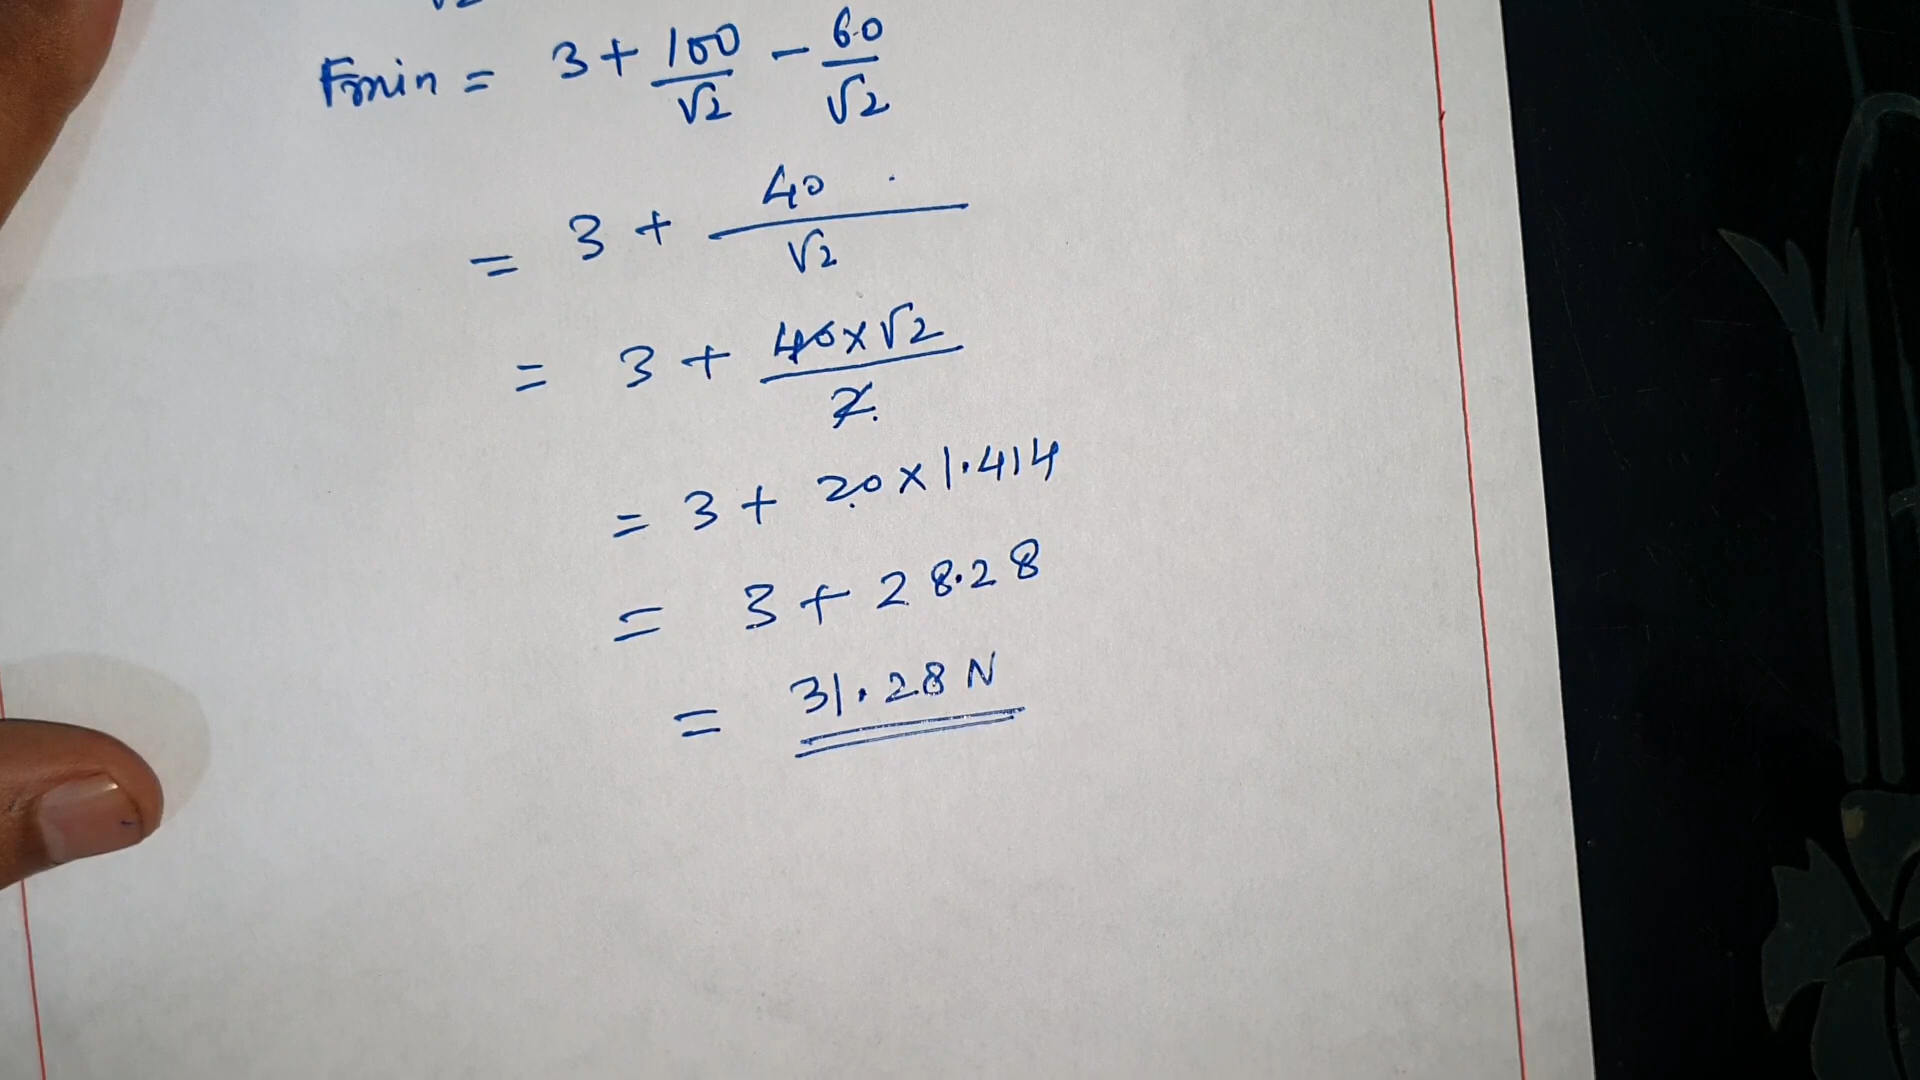 Fmin = 3 + 100/√2 - 60/√2
= 3 + 40/√2
= 3 + 40×√2/2
= 3 + 20×1.414
= 3 + 28.28
= 31.28 N